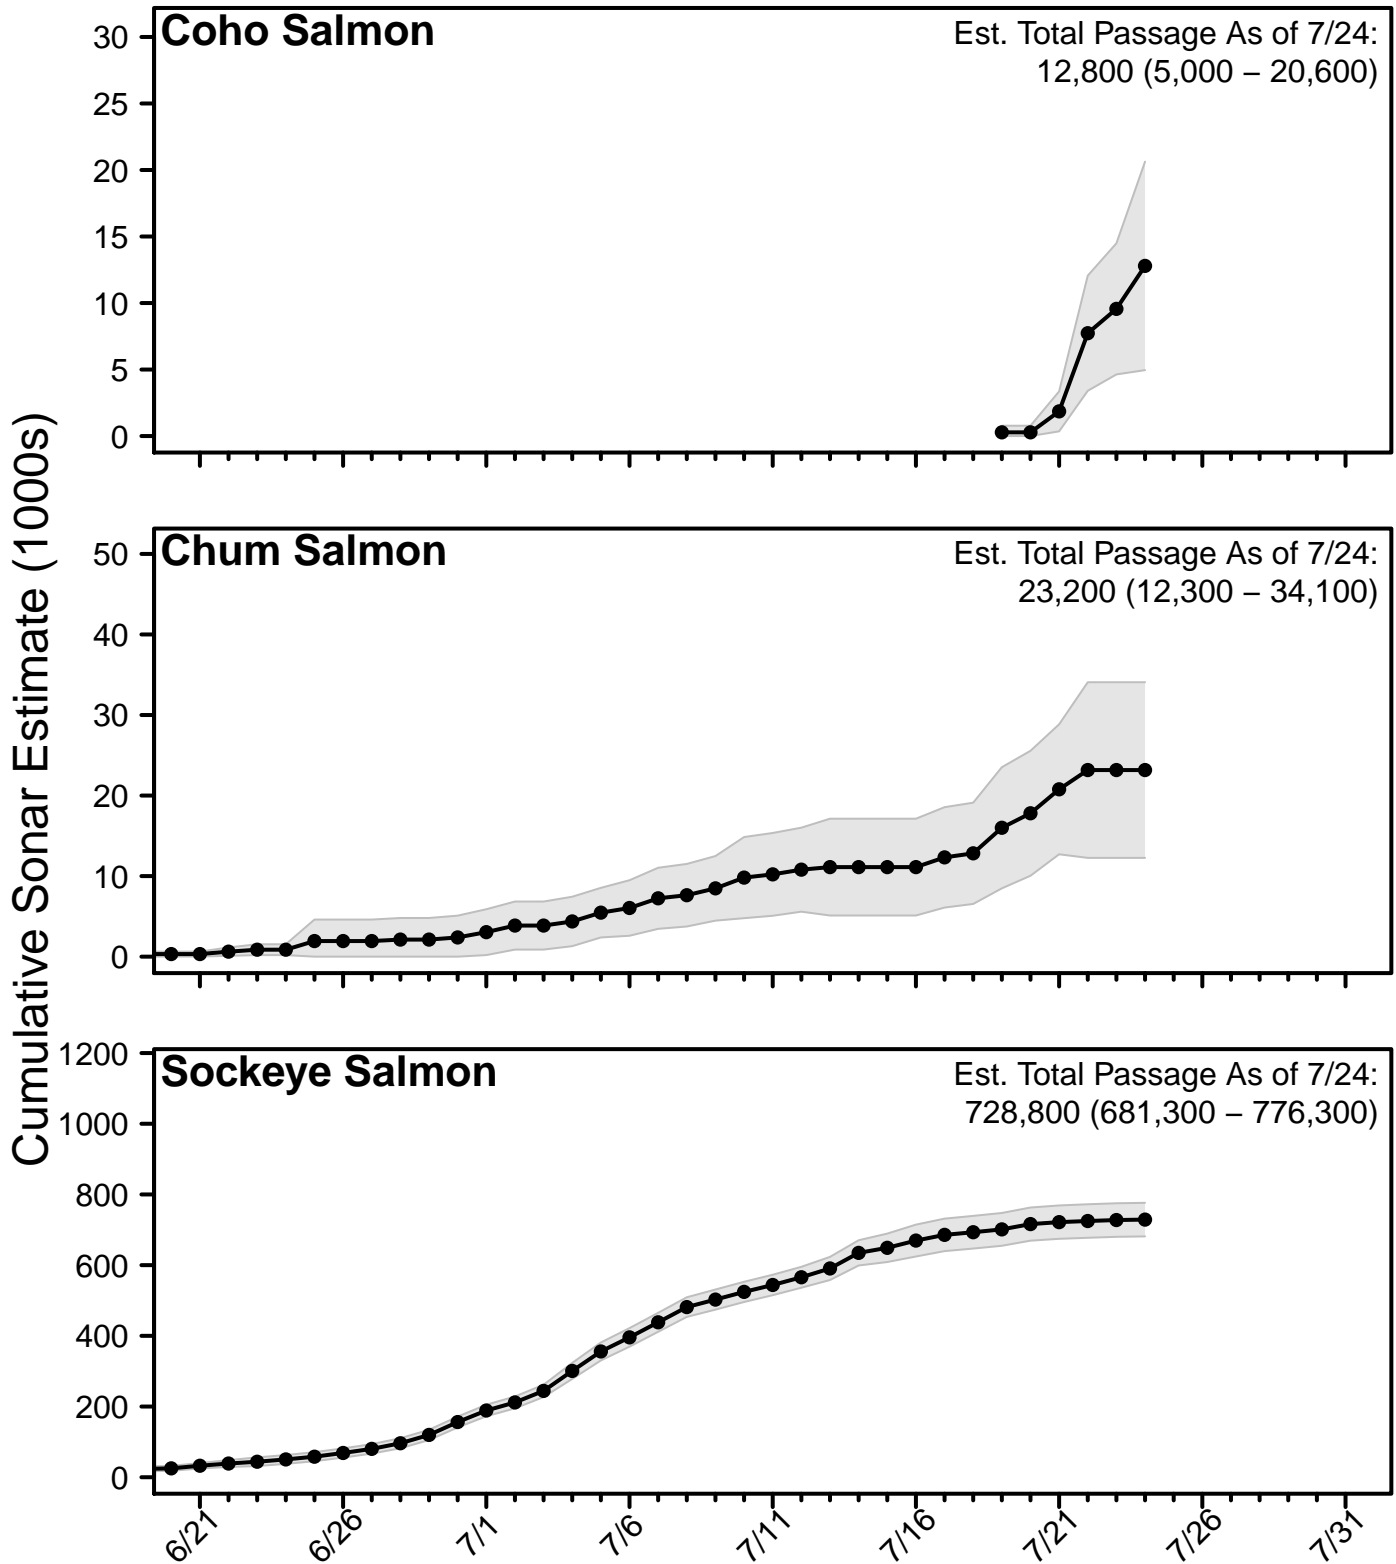 Cumulative Sonar Estimate (1000s)
Coho Salmon
Est. Total Passage As of 7/24:
12,800 (5,000 – 20,600)
30
25
20
15
10
5
0
Chum Salmon
Est. Total Passage As of 7/24:
23,200 (12,300 – 34,100)
50
40
30
20
10
0
Sockeye Salmon
Est. Total Passage As of 7/24:
728,800 (681,300 – 776,300)
1200
1000
800
600
400
200
0
6/21 6/26 7/1 7/6 7/11 7/16 7/21 7/26 7/31